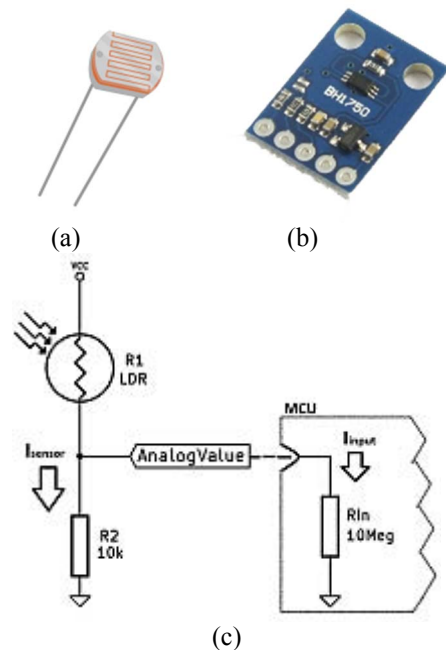 BH1750
(a)
(b)
VCC
R1
LDR
MCU
Isensor
AnalogValue
Iinput
R2
10k
RIn
10Meg
(c)